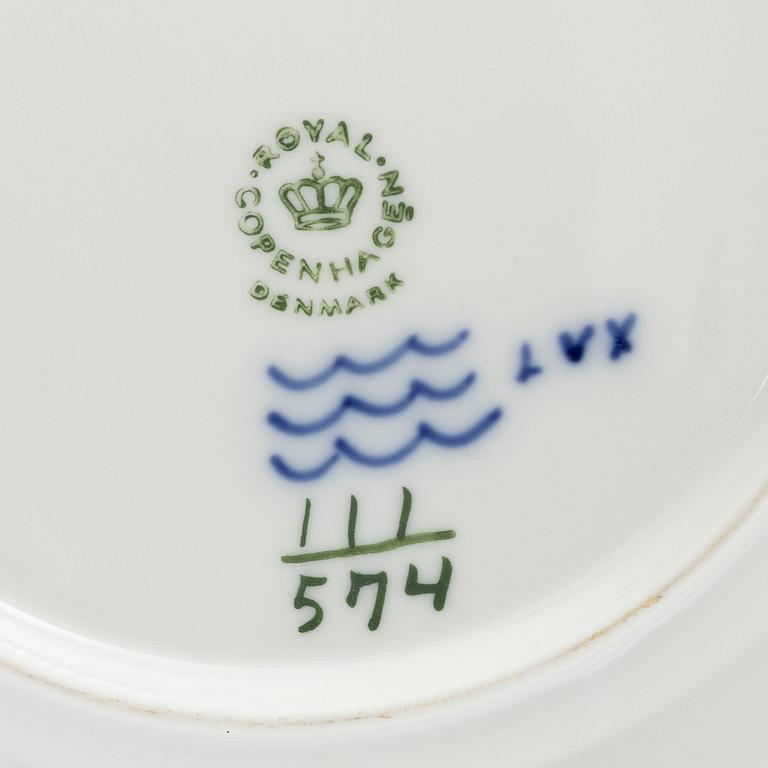 ROYAL
COPENHAGEN
DENMARK
111
574